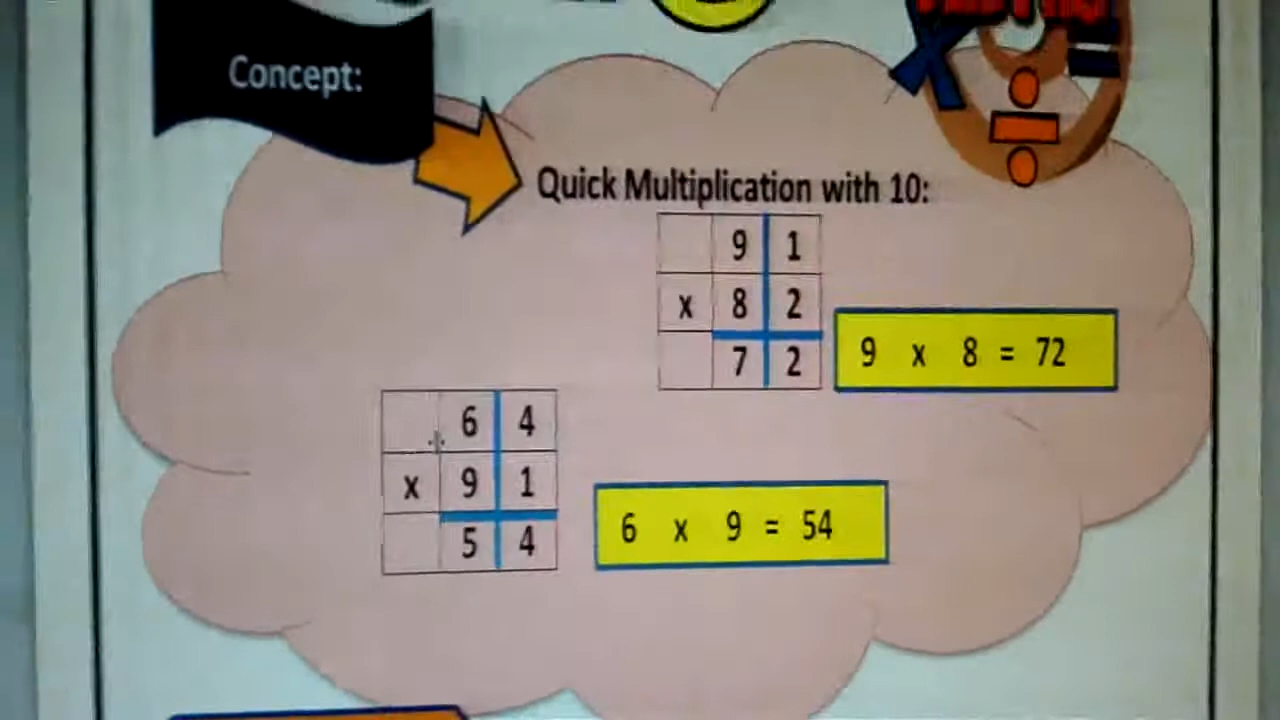 Concept:
Quick Multiplication with 10:
9 1
x 8 2
7 2
9 x 8 = 72
6 4
x 9 1
5 4
6 x 9 = 54